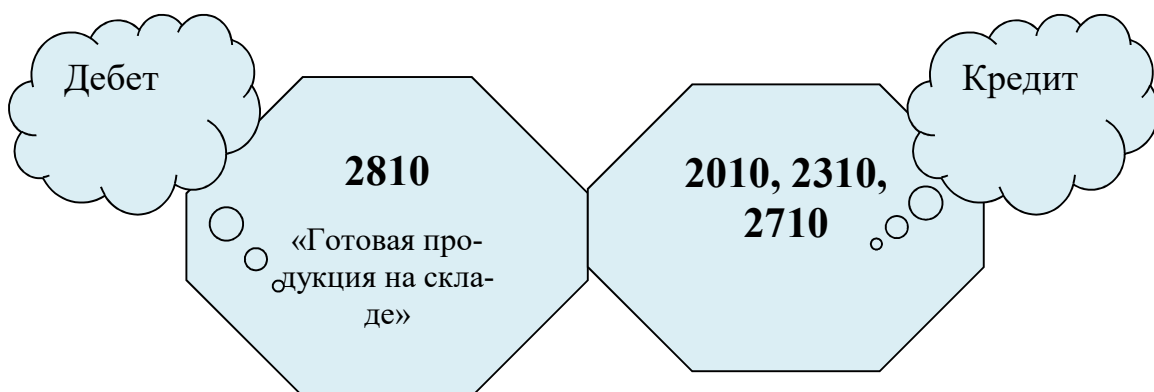 Дебет
Кредит
2810
«Готовая про-
дукция на скла-
де»
2010, 2310,
2710